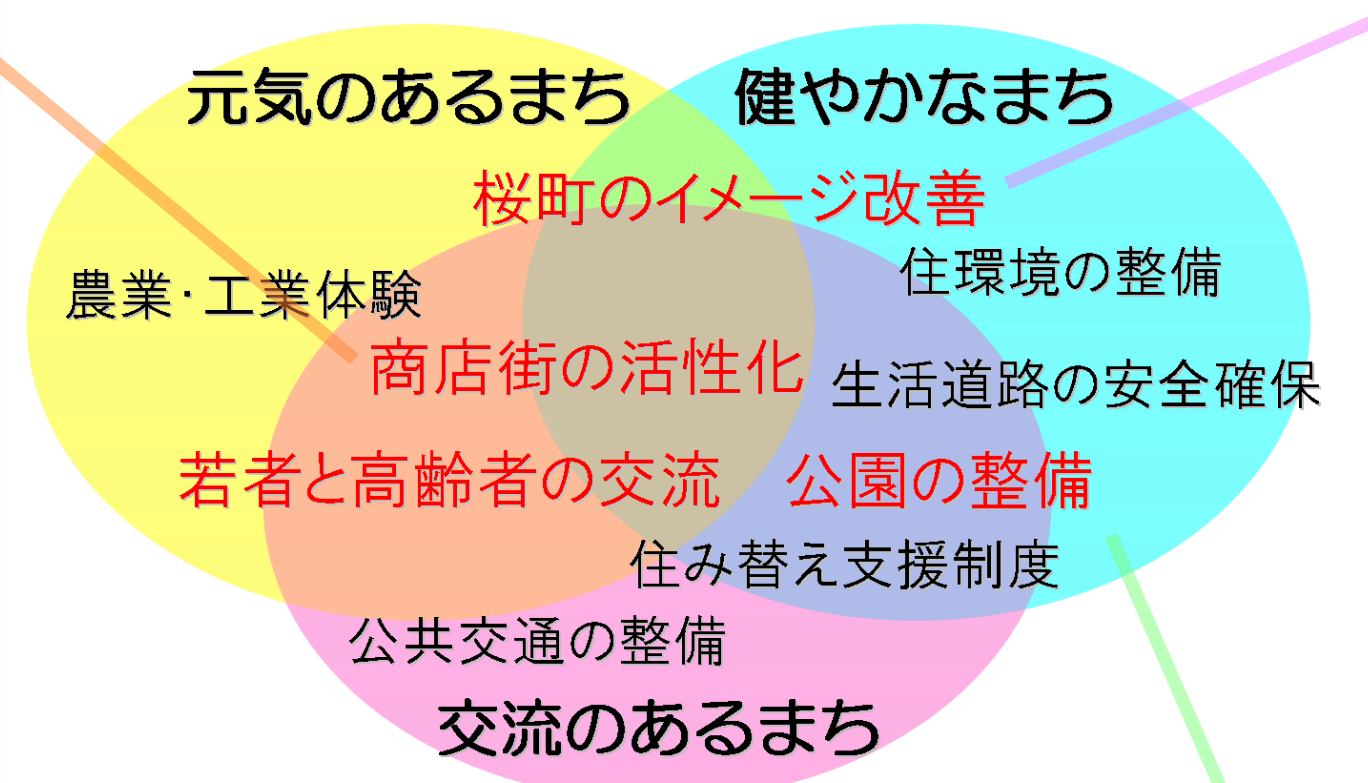 元気のあるまち
健やかなまち
桜町のイメージ改善
住環境の整備
農業・工業体験
商店街の活性化
生活道路の安全確保
若者と高齢者の交流
公園の整備
住み替え支援制度
公共交通の整備
交流のあるまち